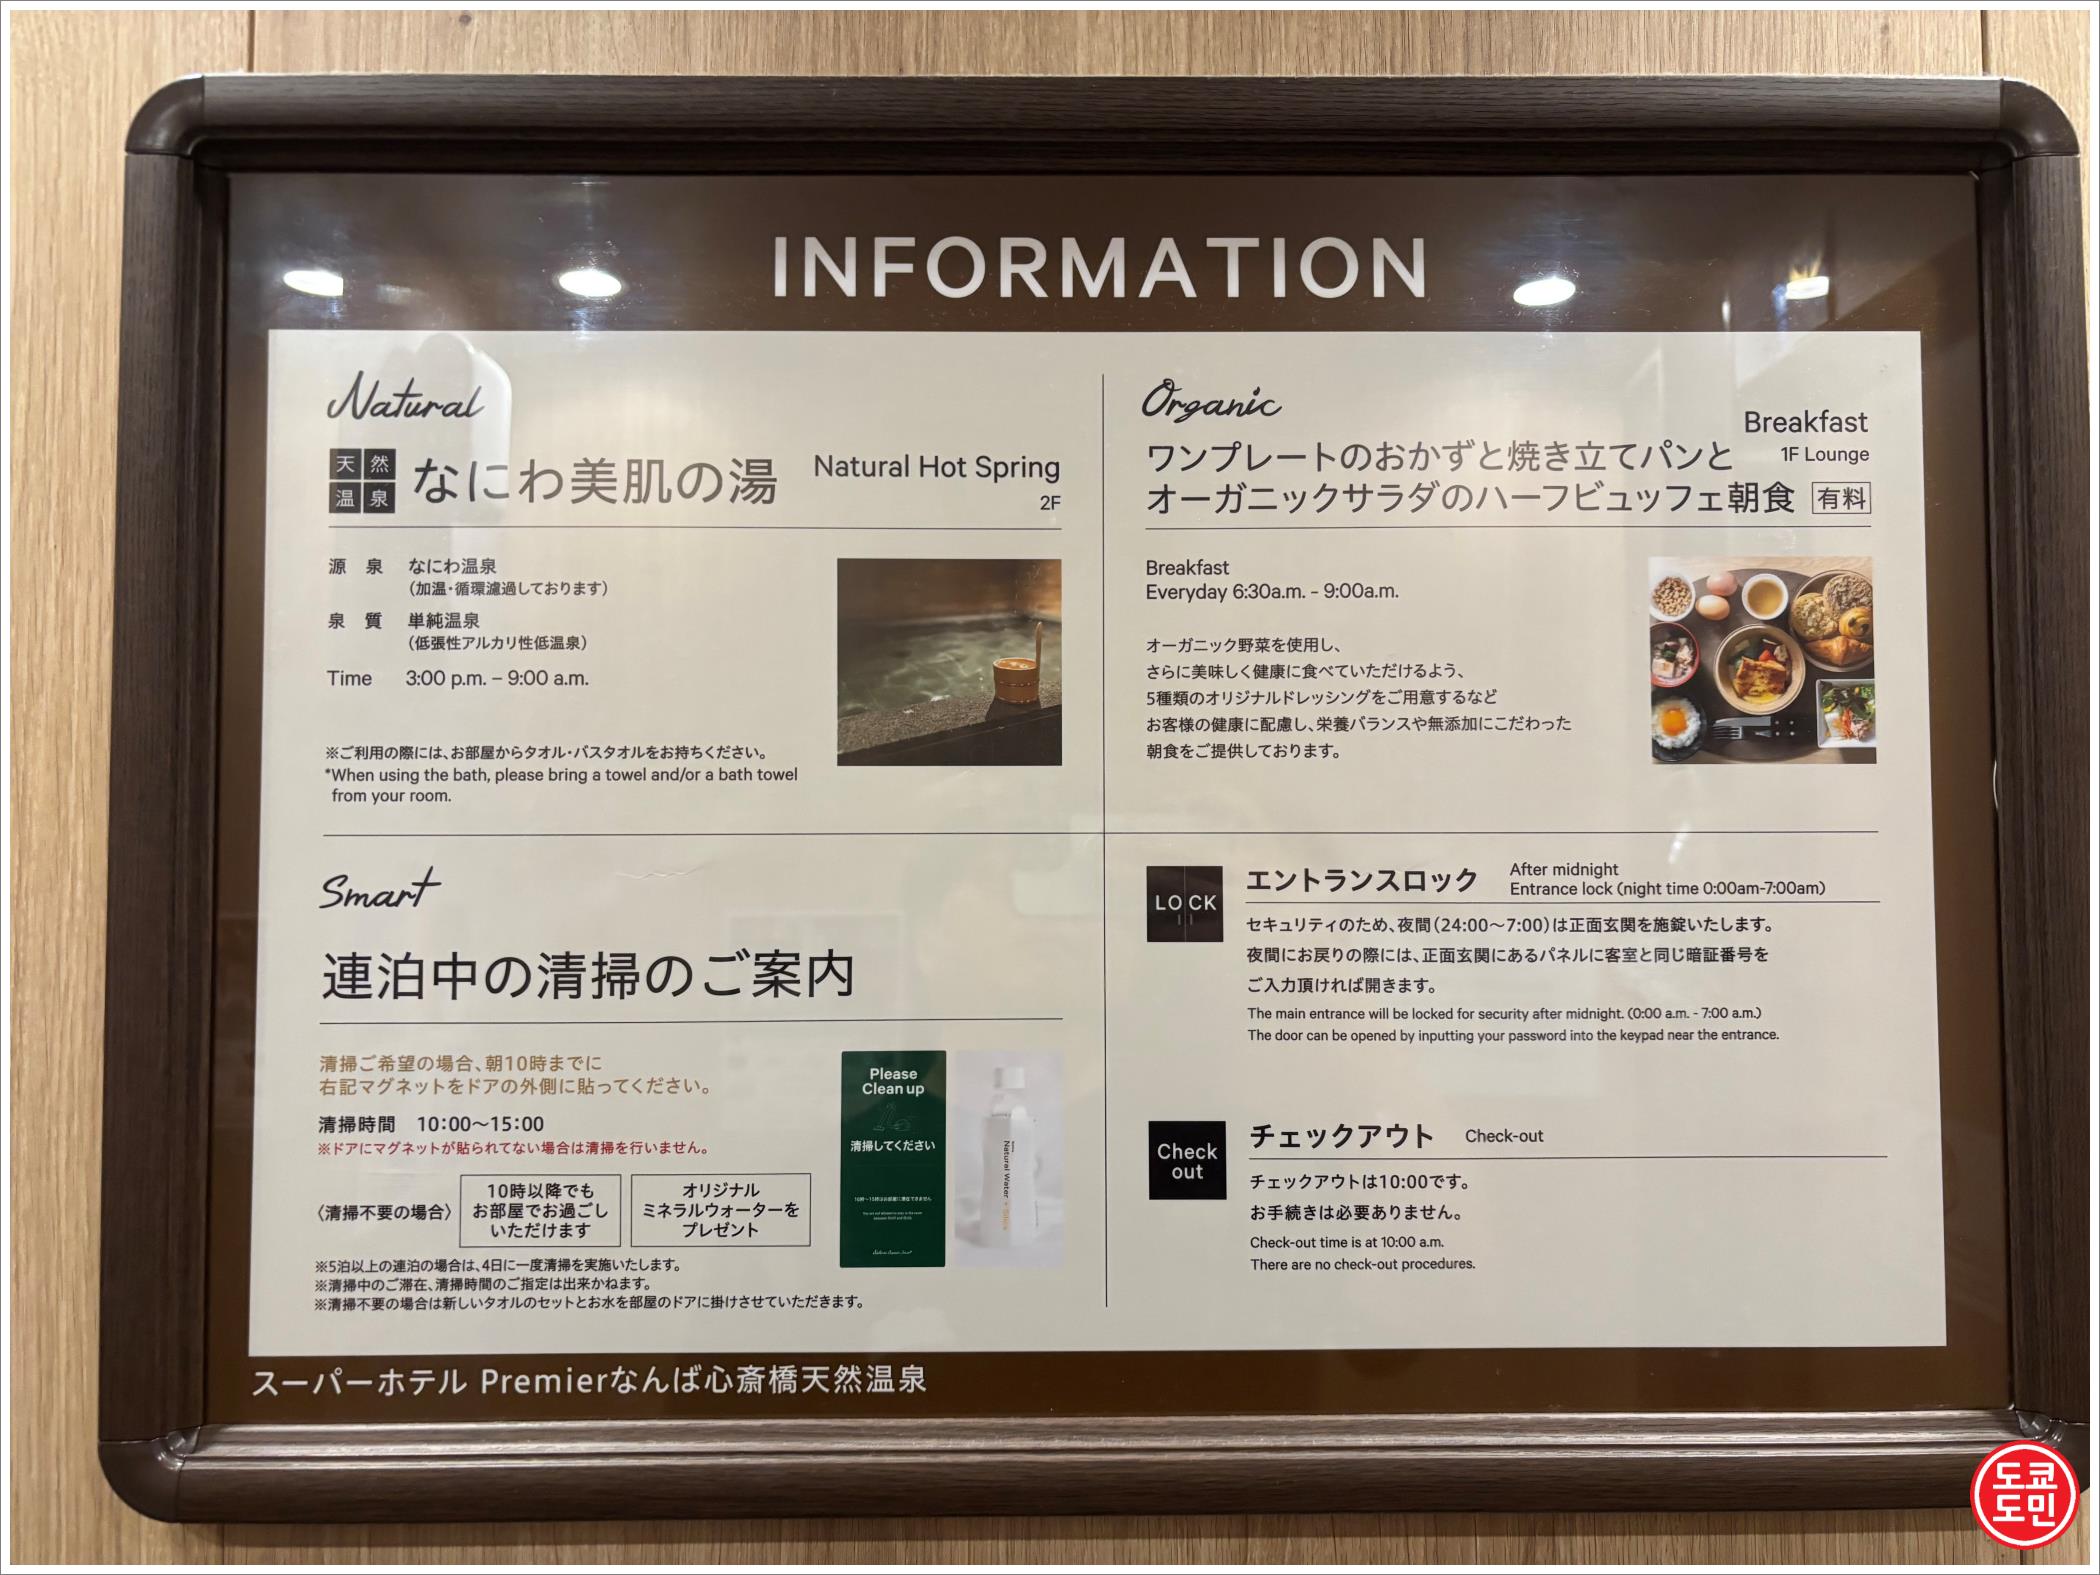 INFORMATION
Natural
天然
温泉
なにわ美肌の湯
Natural Hot Spring
2F
源 泉 なにわ温泉
(加温・循環濾過しております)
泉 質 単純温泉
(低張性アルカリ性低温泉)
Time 3:00 p.m. – 9:00 a.m.
※ご利用の際には、お部屋からタオル・バスタオルをお持ちください。
*When using the bath, please bring a towel and/or a bath towel
from your room.
Organic
Breakfast
1F Lounge
ワンプレートのおかずと焼き立てパンと
オーガニックサラダのハーフビュッフェ朝食 有料
Breakfast
Everyday 6:30a.m. - 9:00a.m.
オーガニック野菜を使用し、
さらに美味しく健康に食べていただけるよう、
5種類のオリジナルドレッシングをご用意するなど
お客様の健康に配慮し、栄養バランスや無添加にこだわった
朝食をご提供しております。
Smart
連泊中の清掃のご案内
清掃ご希望の場合、朝10時までに
右記マグネットをドアの外側に貼ってください。
清掃時間 10:00～15:00
※ドアにマグネットが貼られてない場合は清掃を行いません。
〈清掃不要の場合〉
10時以降でも
お部屋でお過ごし
いただけます
オリジナル
ミネラルウォーターを
プレゼント
※5泊以上の連泊の場合は、4日に一度清掃を実施いたします。
※清掃中のご滞在、清掃時間のご指定は出来かねます。
※清掃不要の場合は新しいタオルのセットとお水を部屋のドアに掛けさせていただきます。
Please
Clean up
清掃してください
Natural Water
LOCK
エントランスロック
After midnight
Entrance lock (night time 0:00am-7:00am)
セキュリティのため、夜間(24:00～7:00)は正面玄関を施錠いたします。
夜間にお戻りの際には、正面玄関にあるパネルに客室と同じ暗証番号を
ご入力頂ければ開きます。
The main entrance will be locked for security after midnight. (0:00 a.m. - 7:00 a.m.)
The door can be opened by inputting your password into the keypad near the entrance.
Check
out
チェックアウト Check-out
チェックアウトは10:00です。
お手続きは必要ありません。
Check-out time is at 10:00 a.m.
There are no check-out procedures.
スーパーホテル Premierなんば心斎橋天然温泉
도쿄
도민